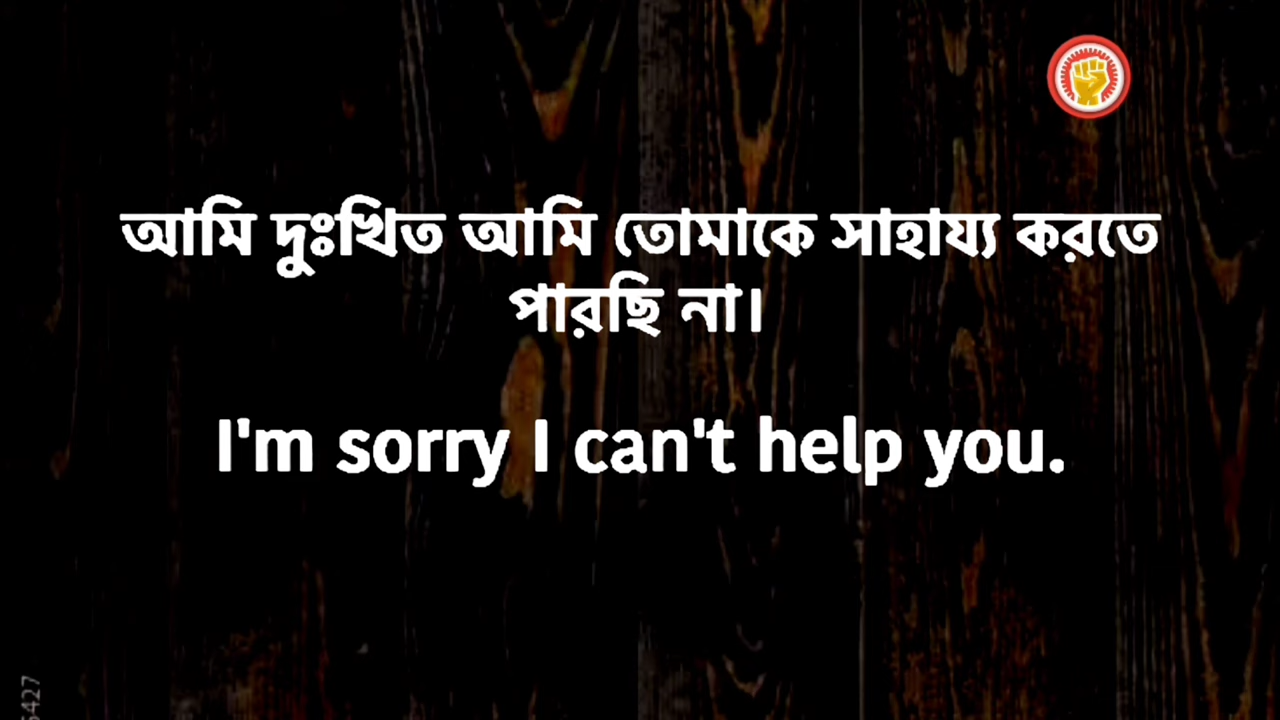 আমি দুঃখিত আমি তোমাকে সাহায্য করতে
পারছি না।
I'm sorry I can't help you.